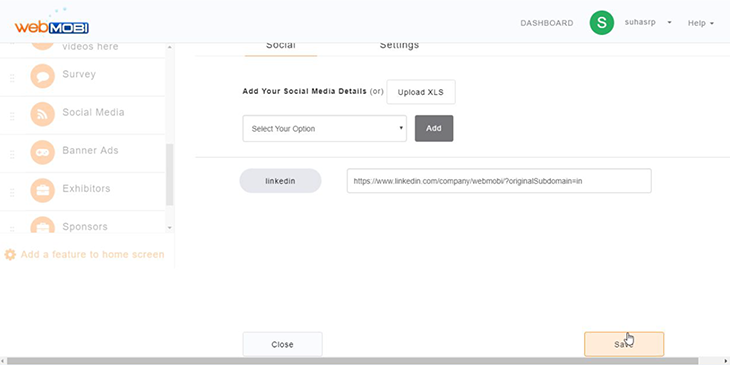 webMOBI
DASHBOARD
S
suhasrp
Help
videos here
Survey
Social Media
Banner Ads
Exhibitors
Sponsors
Add a feature to home screen
Social
Settings
Add Your Social Media Details (or)
Upload XLS
Select Your Option
Add
linkedin
https://www.linkedin.com/company/webmobi/?originalSubdomain=in
Close
Save